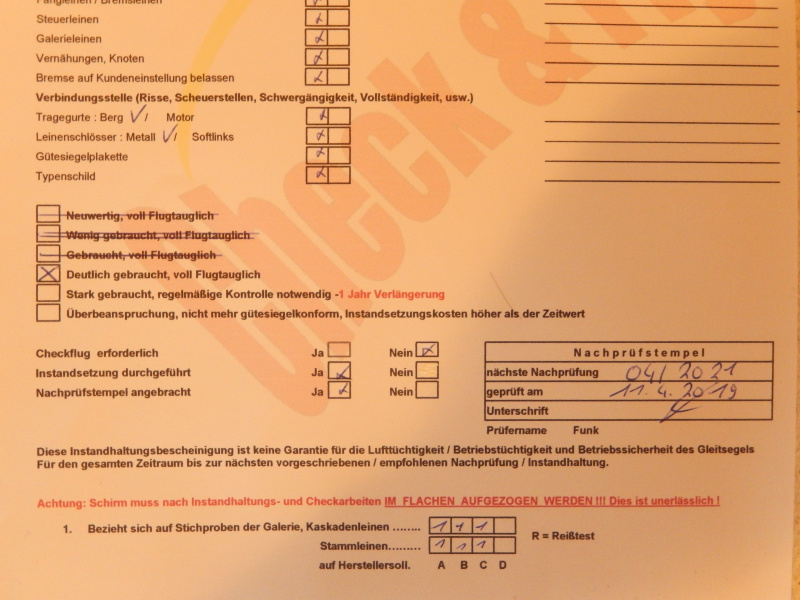 Fangleinen / Bremsleinen
Steuerleinen
Galerieleinen
Vernähungen, Knoten
Bremse auf Kundeneinstellung belassen
Verbindungsstelle (Risse, Scheuerstellen, Schwergängigkeit, Vollständigkeit, usw.)
Tragegurte : Berg / Motor
Leinenschlösser : Metall / Softlinks
Gütesiegelplakette
Typenschild
Check &
Neuwertig, voll Flugtauglich
Wenig gebraucht, voll Flugtauglich
Gebraucht, voll Flugtauglich
Deutlich gebraucht, voll Flugtauglich
Stark gebraucht, regelmäßige Kontrolle notwendig -1 Jahr Verlängerung
Überbeanspruchung, nicht mehr gütesiegelkonform, Instandsetzungskosten höher als der Zeitwert
Checkflug erforderlich Ja Nein
Instandsetzung durchgeführt Ja Nein
Nachprüfstempel angebracht Ja Nein
Nachprüfstempel
nächste Nachprüfung 04/2021
geprüft am 11.4.2019
Unterschrift
Prüfername Funk
Diese Instandhaltungsbescheinigung ist keine Garantie für die Lufttüchtigkeit / Betriebstüchtigkeit und Betriebssicherheit des Gleitsegels
Für den gesamten Zeitraum bis zur nächsten vorgeschriebenen / empfohlenen Nachprüfung / Instandhaltung.
Achtung: Schirm muss nach Instandhaltungs- und Checkarbeiten IM FLACHEN AUFGEZOGEN WERDEN !!! Dies ist unerlässlich !
1. Bezieht sich auf Stichproben der Galerie, Kaskadenleinen ........ 1 1 1
Stammleinen......... 1 1 1
R = Reißtest
auf Herstellersoll. A B C D